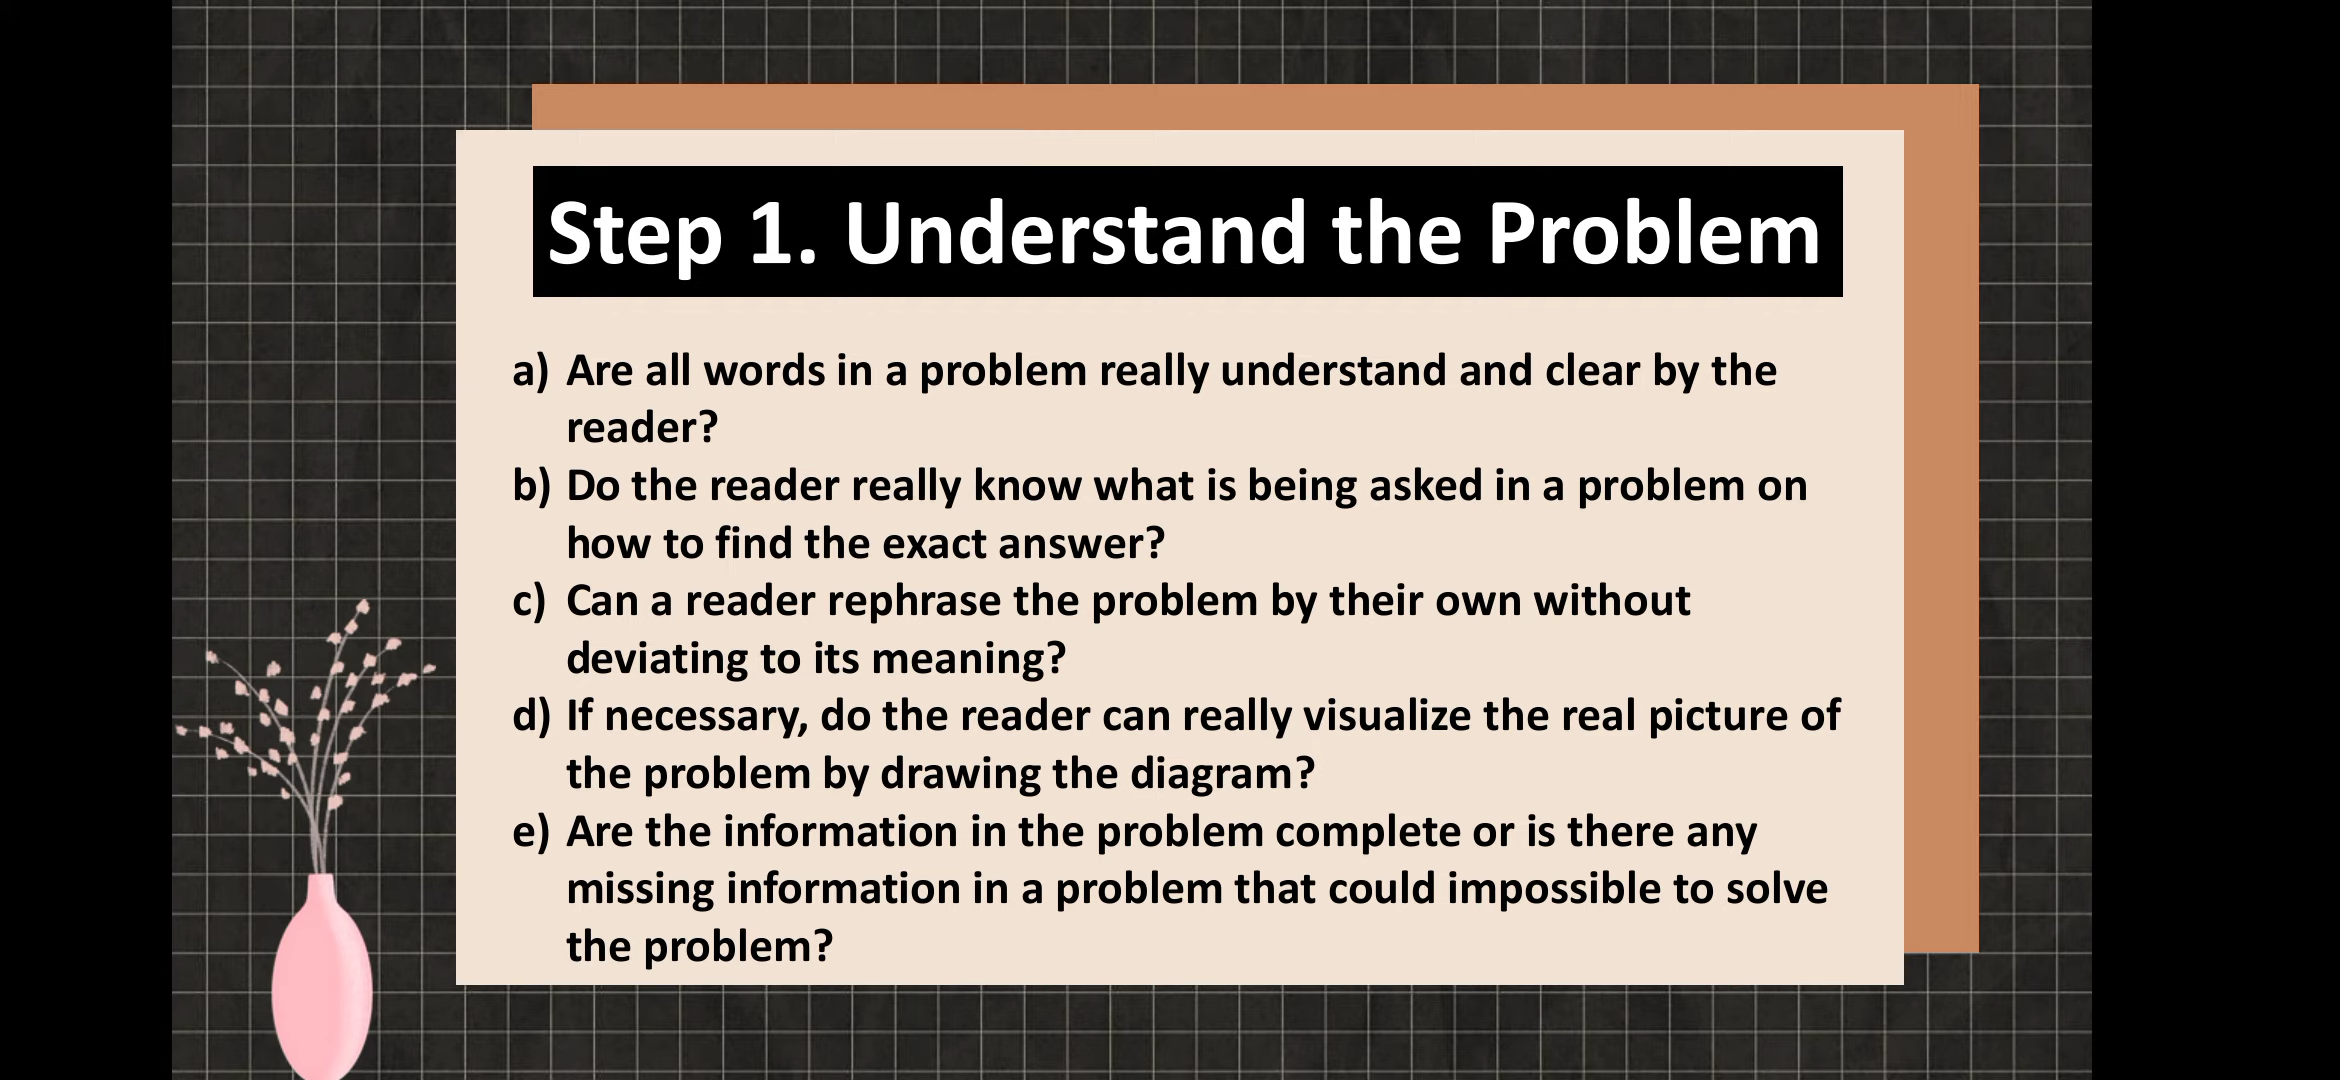 Step 1. Understand the Problem
a) Are all words in a problem really understand and clear by the
reader?
b) Do the reader really know what is being asked in a problem on
how to find the exact answer?
c) Can a reader rephrase the problem by their own without
deviating to its meaning?
d) If necessary, do the reader can really visualize the real picture of
the problem by drawing the diagram?
e) Are the information in the problem complete or is there any
missing information in a problem that could impossible to solve
the problem?